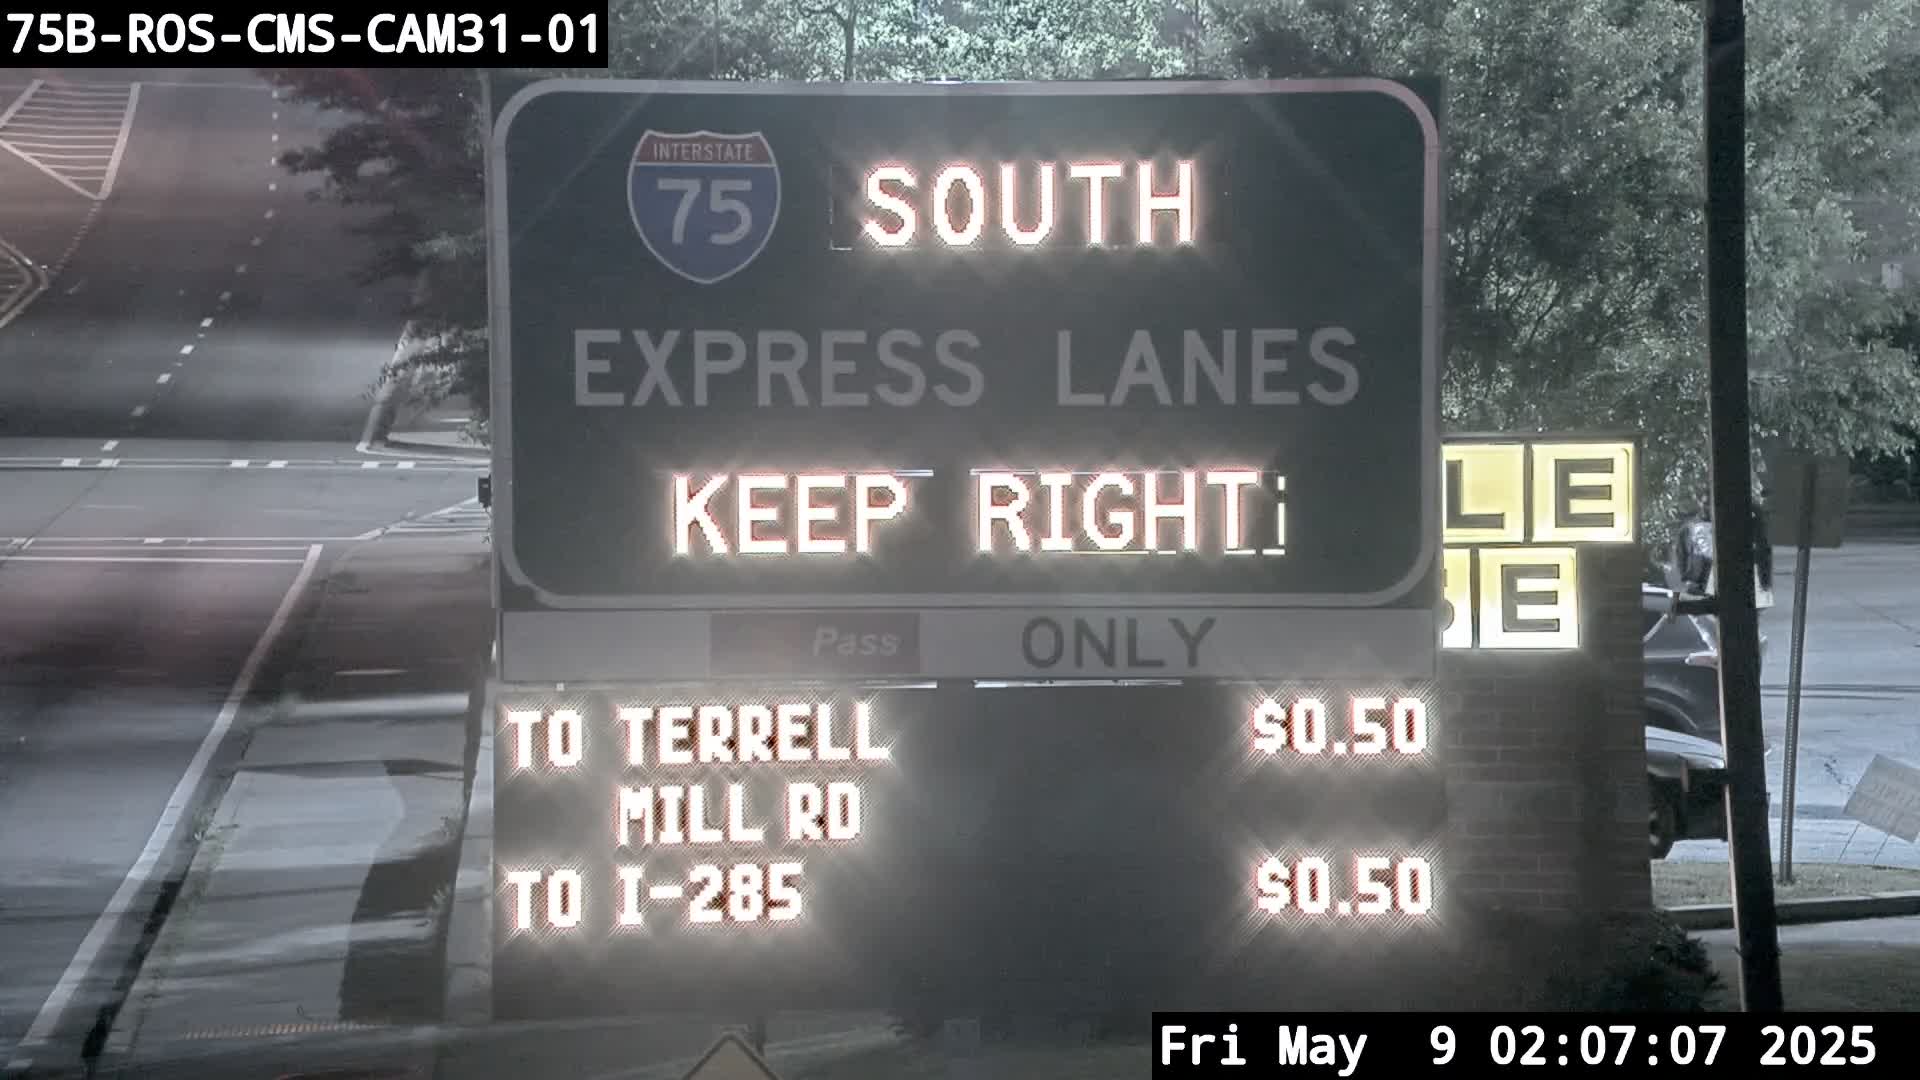 75B-ROS-CMS-CAM31-01
INTERSTATE
75
SOUTH
EXPRESS LANES
KEEP RIGHT
Pass ONLY
TO TERRELL $0.50
MILL RD
TO I-285 $0.50
LE
E
Fri May 9 02:07:07 2025